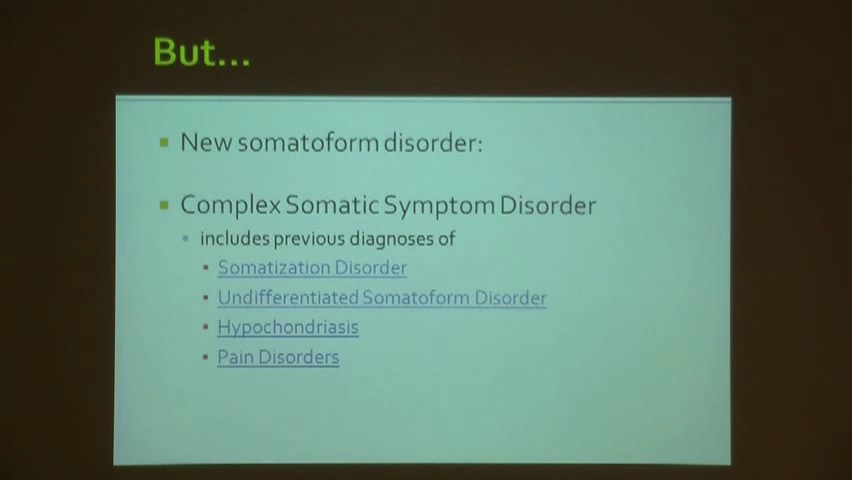 But...
New somatoform disorder:
Complex Somatic Symptom Disorder
includes previous diagnoses of
Somatization Disorder
Undifferentiated Somatoform Disorder
Hypochondriasis
Pain Disorders